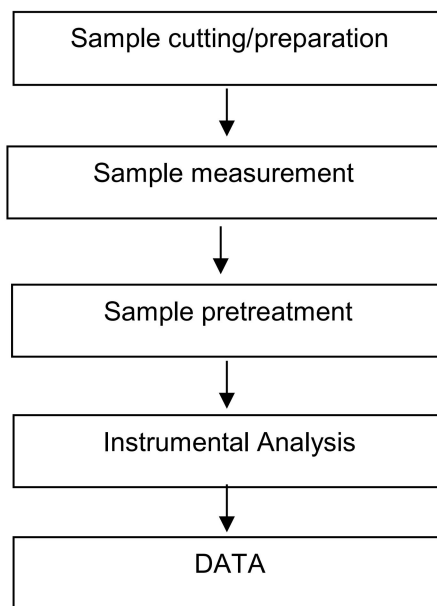 Sample cutting/preparation
Sample measurement
Sample pretreatment
Instrumental Analysis
DATA